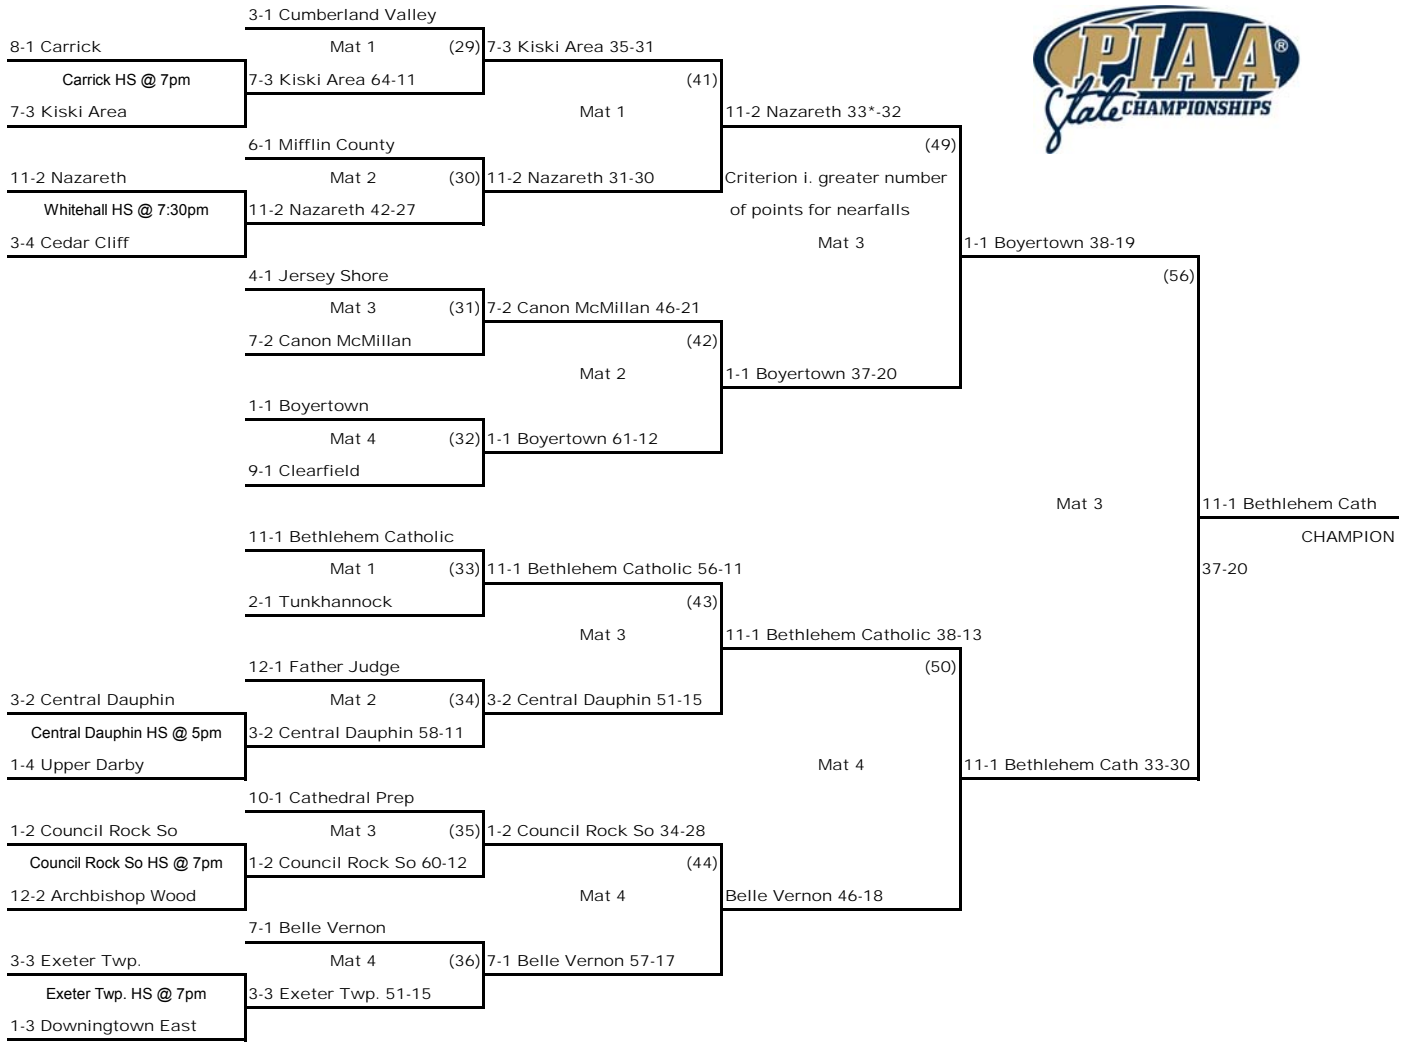 3-1 Cumberland Valley
8-1 Carrick
Mat 1 (29)
7-3 Kiski Area 35-31
Carrick HS @ 7pm
7-3 Kiski Area 64-11
(41)
7-3 Kiski Area
Mat 1
11-2 Nazareth 33*-32
6-1 Mifflin County
(49)
11-2 Nazareth
Mat 2 (30)
11-2 Nazareth 31-30
Criterion i. greater number
Whitehall HS @ 7:30pm
11-2 Nazareth 42-27
of points for nearfalls
3-4 Cedar Cliff
Mat 3
1-1 Boyertown 38-19
4-1 Jersey Shore
(56)
Mat 3 (31)
7-2 Canon McMillan 46-21
7-2 Canon McMillan
(42)
Mat 2
1-1 Boyertown 37-20
1-1 Boyertown
Mat 4 (32)
1-1 Boyertown 61-12
9-1 Clearfield
Mat 3
11-1 Bethlehem Cath
11-1 Bethlehem Catholic
CHAMPION
Mat 1 (33)
11-1 Bethlehem Catholic 56-11
37-20
2-1 Tunkhannock
(43)
Mat 3
11-1 Bethlehem Catholic 38-13
12-1 Father Judge
(50)
3-2 Central Dauphin
Mat 2 (34)
3-2 Central Dauphin 51-15
Central Dauphin HS @ 5pm
3-2 Central Dauphin 58-11
1-4 Upper Darby
Mat 4
11-1 Bethlehem Cath 33-30
10-1 Cathedral Prep
1-2 Council Rock So
Mat 3 (35)
1-2 Council Rock So 34-28
Council Rock So HS @ 7pm
1-2 Council Rock So 60-12
(44)
12-2 Archbishop Wood
Mat 4
Belle Vernon 46-18
7-1 Belle Vernon
3-3 Exeter Twp.
Mat 4 (36)
7-1 Belle Vernon 57-17
Exeter Twp. HS @ 7pm
3-3 Exeter Twp. 51-15
1-3 Downingtown East
PIAA®
State CHAMPIONSHIPS